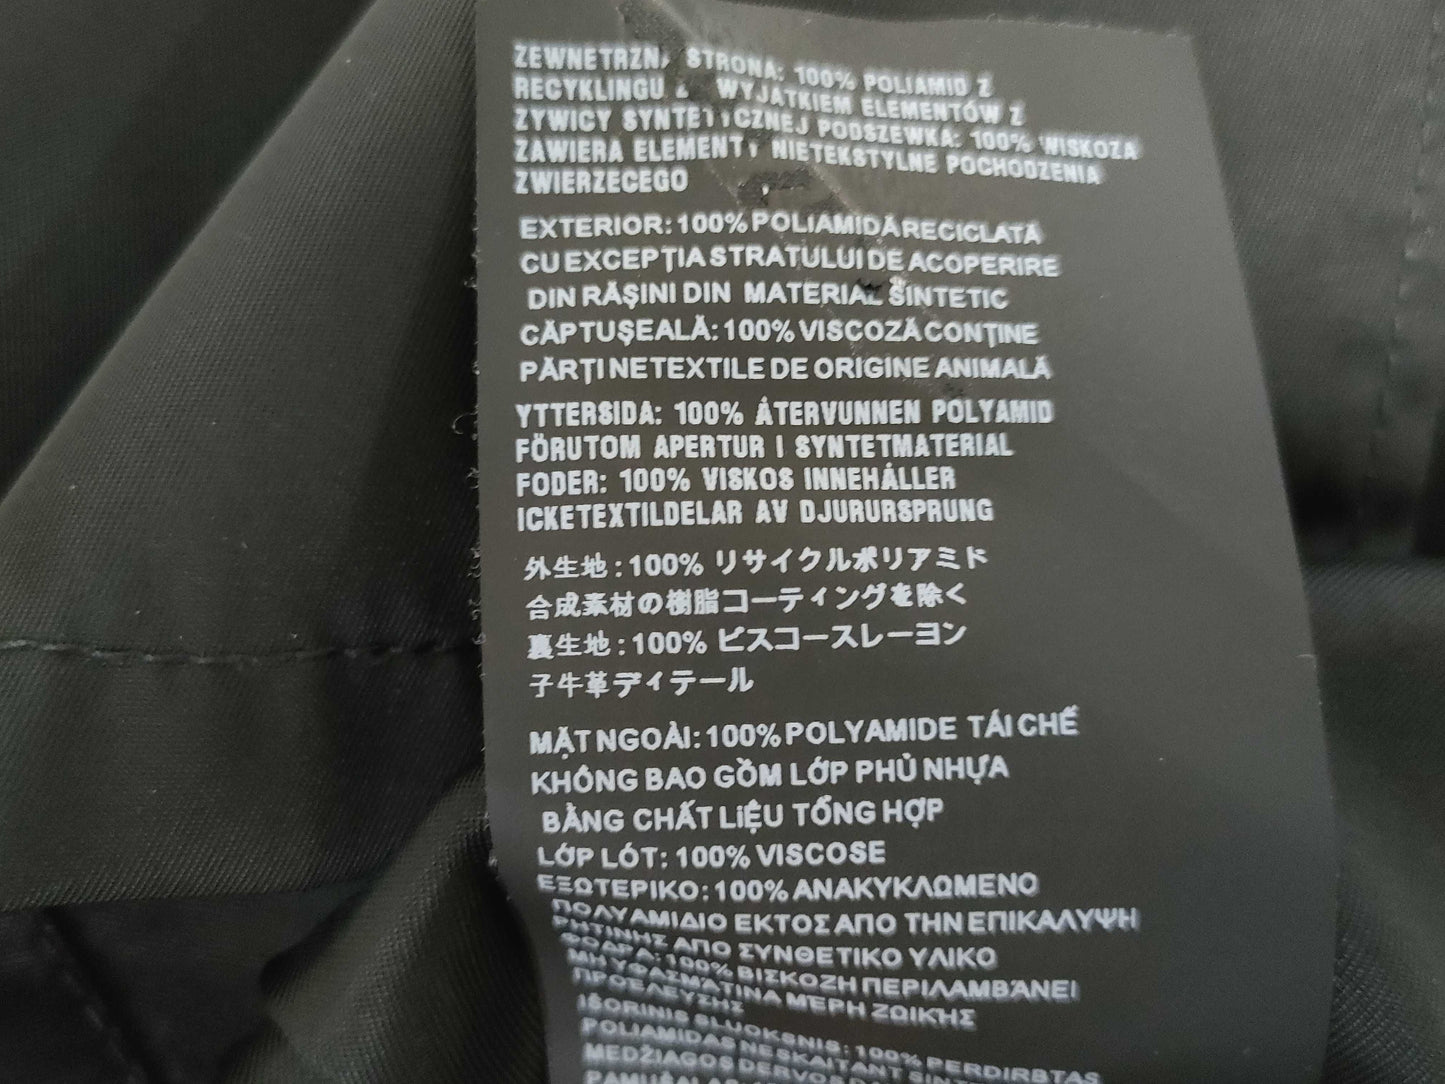 ZEWNETRZNA STRONA: 100% POLIAMID Z
RECYKLINGU WYJĄTKIEM ELEMENTÓW Z
ZYWICY SYNTETYCZNEJ PODSZEWKA: 100% WISKOZA
ZAWIERA ELEMENTY NIETEKSTYLNE POCHODZENIA
ZWIERZECEGO
EXTERIOR: 100% POLIAMIDĂ RECICLATĂ
CU EXCEPȚIA STRATULUI DE ACOPERIRE
DIN RĂȘINI DIN MATERIAL SINTETIC
CĂPTUȘEALĂ: 100% VISCOZĂ CONȚINE
PĂRȚI NETEXTILE DE ORIGINE ANIMALĂ
YTTERSIDA: 100% ÅTERVUNNEN POLYAMID
FÖRUTOM APERTUR I SYNTETMATERIAL
FODER: 100% VISKOS INNEHÅLLER
ICKETEXTILDELAR AV DJURURSPRUNG
外生地 : 100% リサイクルポリアミド
合成素材の樹脂コーティングを除く
裏生地 : 100% ビスコースレーヨン
子牛革ディテール
MẶT NGOÀI: 100% POLYAMIDE TÁI CHẾ
KHÔNG BAO GỒM LỚP PHỦ NHỰA
BẰNG CHẤT LIỆU TỔNG HỢP
LỚP LÓT: 100% VISCOSE
ΕΞΩΤΕΡΙΚΟ: 100% ΑΝΑΚΥΚΛΩΜΕΝΟ
ΠΟΛΥΑΜΙΔΙΟ ΕΚΤΟΣ ΑΠΟ ΤΗΝ ΕΠΙΚΑΛΥΨΗ
ΡΗΤΙΝΗΣ ΑΠΟ ΣΥΝΘΕΤΙΚΟ ΥΛΙΚΟ
ΦΟΔΡΑ: 100% ΒΙΣΚΟΖΗ ΠΕΡΙΛΑΜΒΆΝΕΙ
ΜΗ ΥΦΑΣΜΆΤΙΝΑ ΜΈΡΗ ΖΩΙΚΉΣ
ΠΡΟΕΛΕΥΣΗΣ
IŠORINIS SLUOKSNIS: 100% PERDIRBTAS
POLIAMIDAS NESKAITANT
MEDŽIAGOS DERVOS